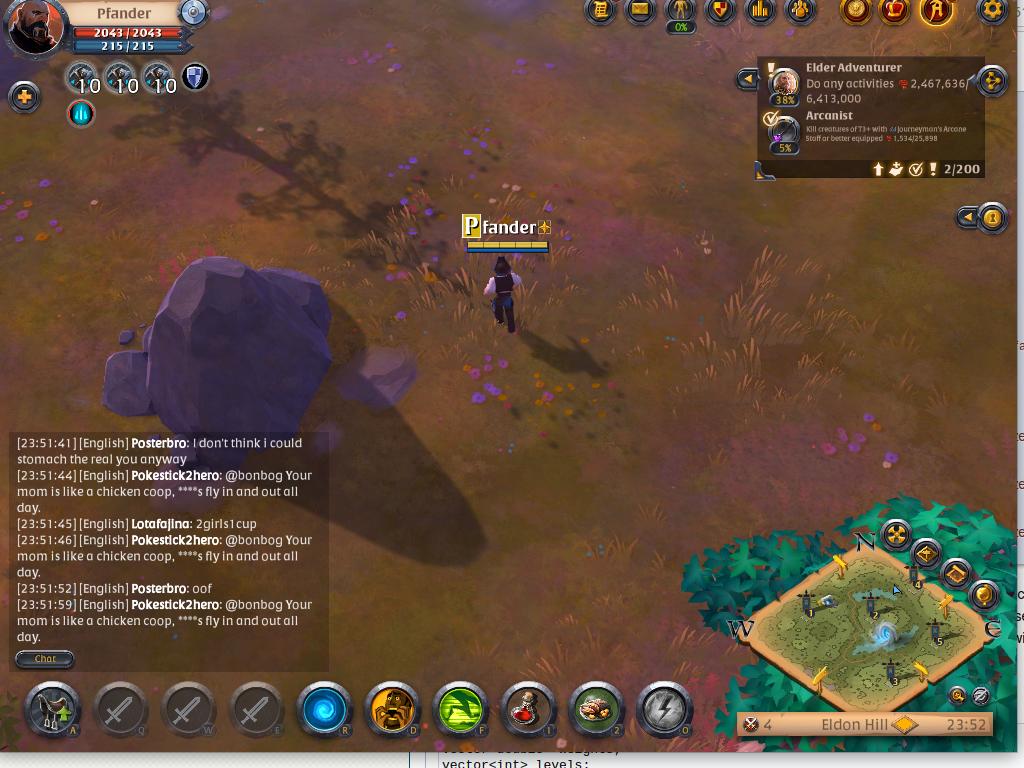 Pfander
2043/2043
215/215
10 10 10
0%
Elder Adventurer
Do any activities 2,467,636/
6,413,000
38%
Arcanist
Kill creatures of T3+ with Journeyman's Arcane
Staff or better equipped 1,534/25,898
5%
2/200
Pfander
[23:51:41] [English] Posterbro: I don't think i could
stomach the real you anyway
[23:51:44] [English] Pokestick2hero: @bonbog Your
mom is like a chicken coop, ****s fly in and out all
day.
[23:51:45] [English] Lotafajina: 2girls1cup
[23:51:46] [English] Pokestick2hero: @bonbog Your
mom is like a chicken coop, ****s fly in and out all
day.
[23:51:52] [English] Posterbro: oof
[23:51:59] [English] Pokestick2hero: @bonbog Your
mom is like a chicken coop, ****s fly in and out all
day.
Chat
N
W
E
1
2
3
4
5
A Q W E R D F 1 2 O
4 Eldon Hill 23:52
vector<int> levels;